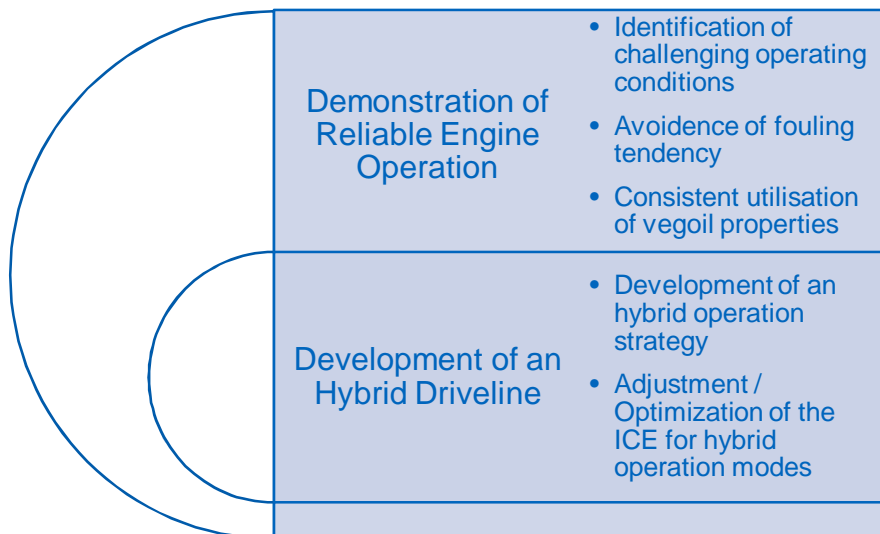 Demonstration of
Reliable Engine
Operation
• Identification of
challenging operating
conditions
• Avoidence of fouling
tendency
• Consistent utilisation
of vegoil properties
Development of an
Hybrid Driveline
• Development of an
hybrid operation
strategy
• Adjustment /
Optimization of the
ICE for hybrid
operation modes